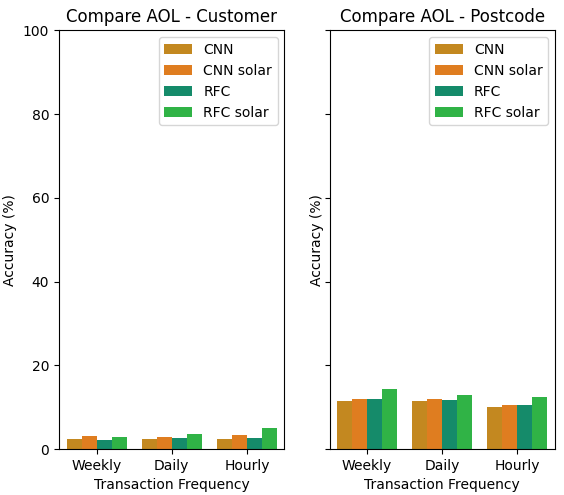 Compare AOL - Customer
Compare AOL - Postcode
100
80
60
40
20
0
Accuracy (%)
Accuracy (%)
CNN
CNN solar
RFC
RFC solar
CNN
CNN solar
RFC
RFC solar
Weekly Daily Hourly
Weekly Daily Hourly
Transaction Frequency
Transaction Frequency